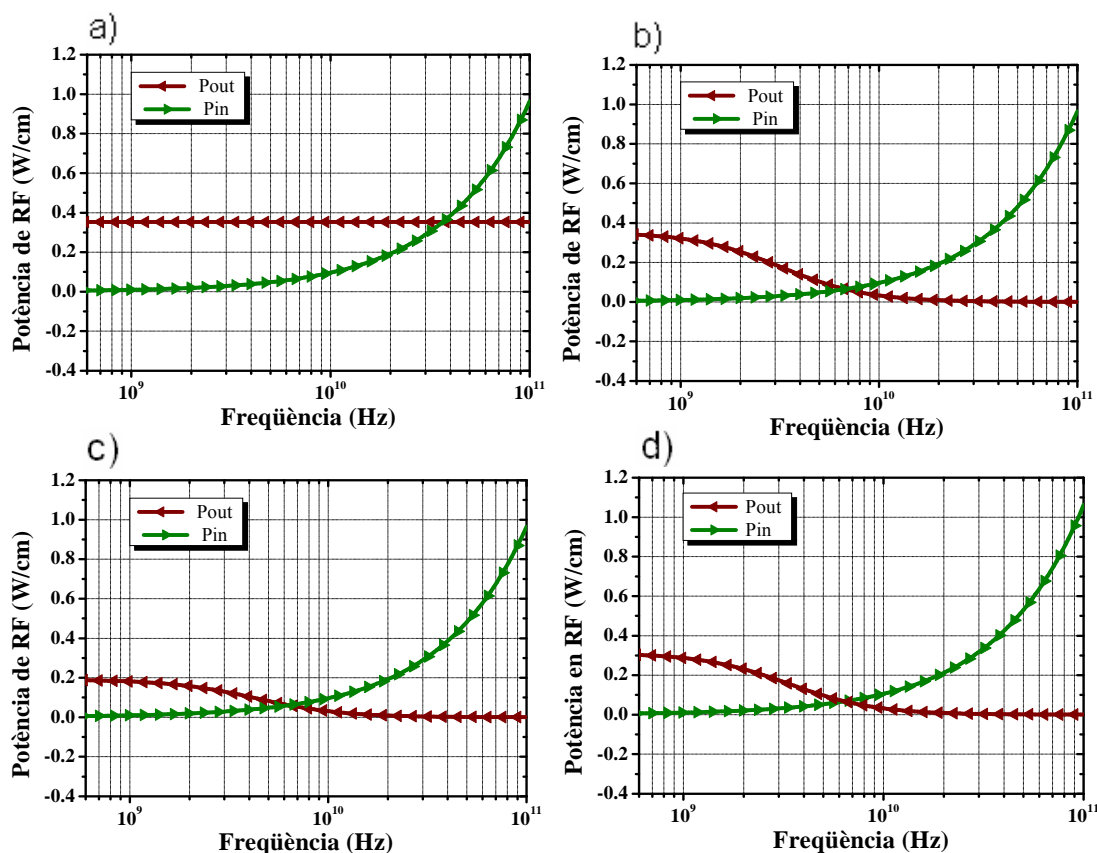 a)
Potència de RF (W/cm)
1.2
1.0
0.8
0.6
0.4
0.2
0.0
-0.2
-0.4
Pout
Pin
10⁹
10¹⁰
10¹¹
Freqüència (Hz)
b)
Potència de RF (W/cm)
1.2
1.0
0.8
0.6
0.4
0.2
0.0
-0.2
-0.4
Pout
Pin
10⁹
10¹⁰
10¹¹
Freqüència (Hz)
c)
Potència de RF (W/cm)
1.2
1.0
0.8
0.6
0.4
0.2
0.0
-0.2
-0.4
Pout
Pin
10⁹
10¹⁰
10¹¹
Freqüència (Hz)
d)
Potència en RF (W/cm)
1.2
1.0
0.8
0.6
0.4
0.2
0.0
-0.2
-0.4
Pout
Pin
10⁹
10¹⁰
10¹¹
Freqüència (Hz)